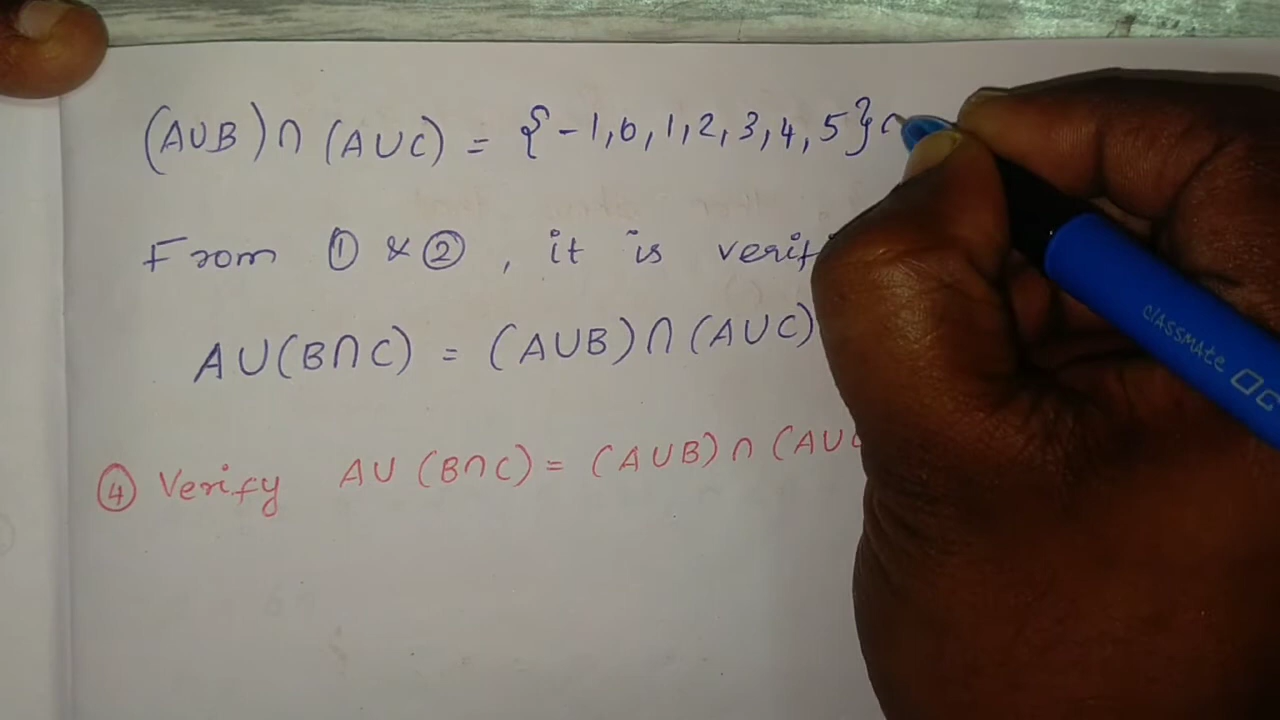 (AUB)∩(AUC) = {-1,0,1,2,3,4,5}
From ① & ②, it is
AU(B∩C) = (AUB)∩(AUC)
④ Verify AU(B∩C) = (AUB)∩(AU
CLASSMATE